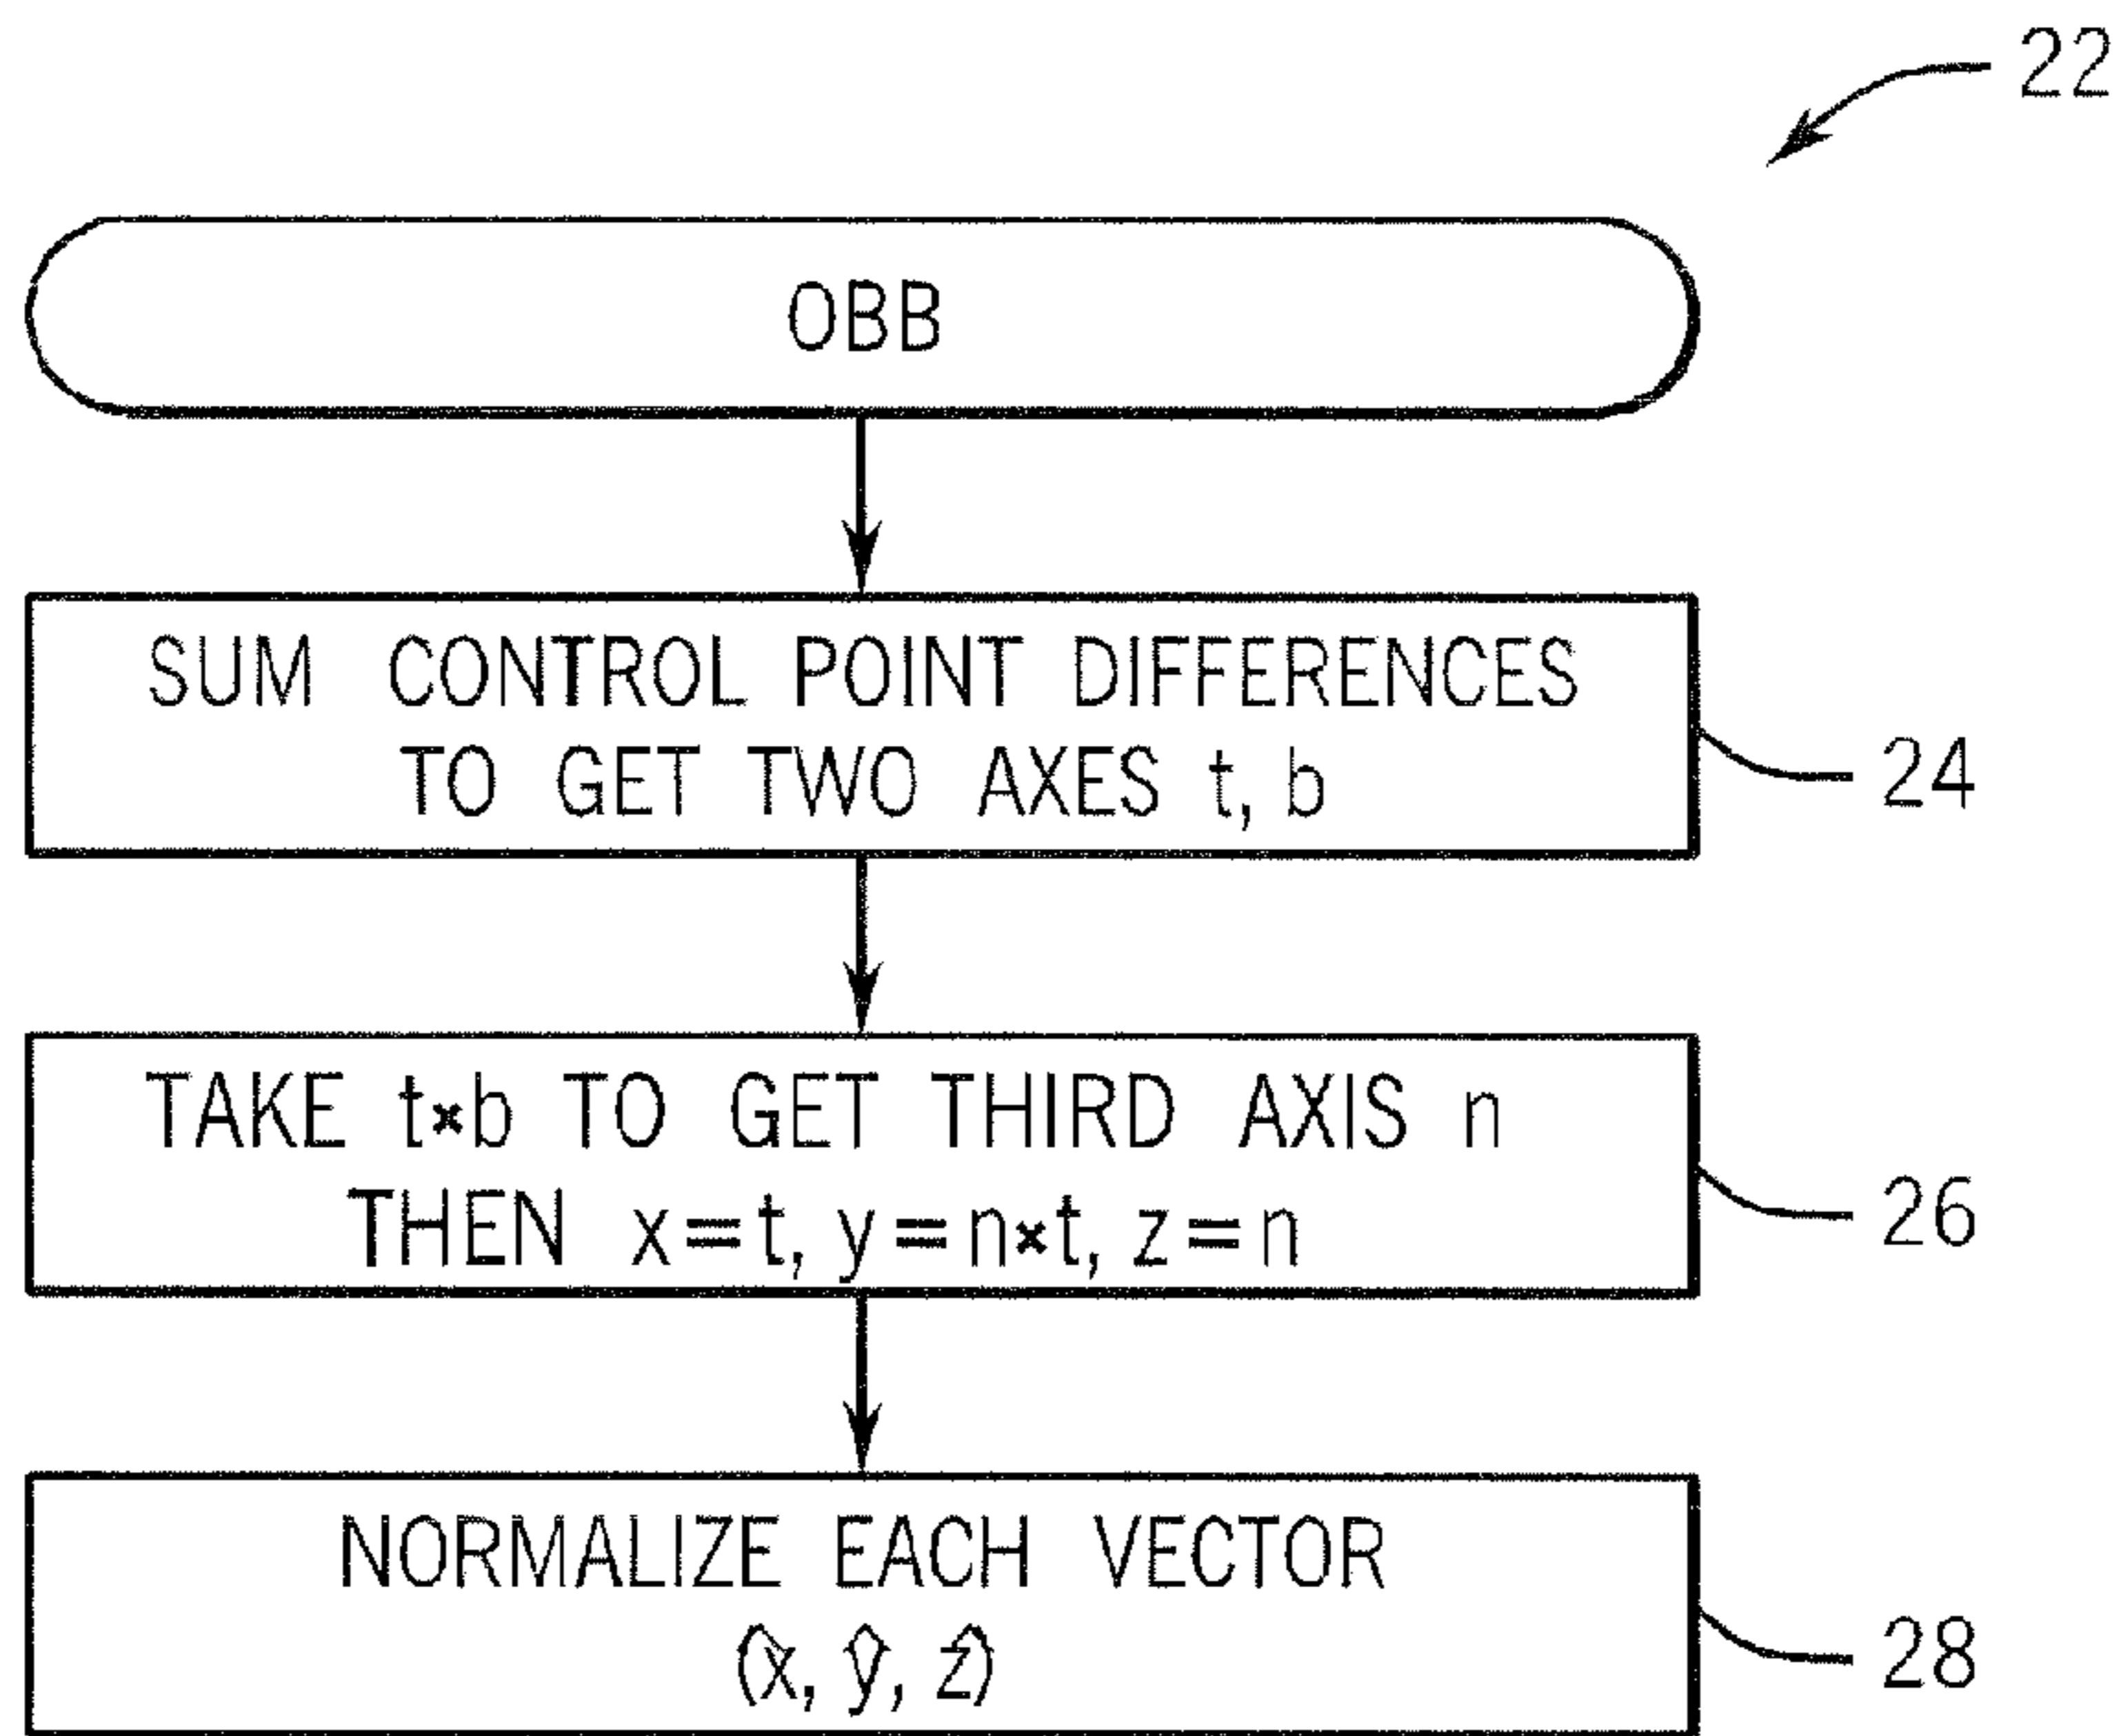 22
OBB
SUM CONTROL POINT DIFFERENCES
TO GET TWO AXES t, b
24
TAKE t×b TO GET THIRD AXIS n
THEN x=t, y=n×t, z=n
26
NORMALIZE EACH VECTOR
(x̂, ŷ, ẑ)
28